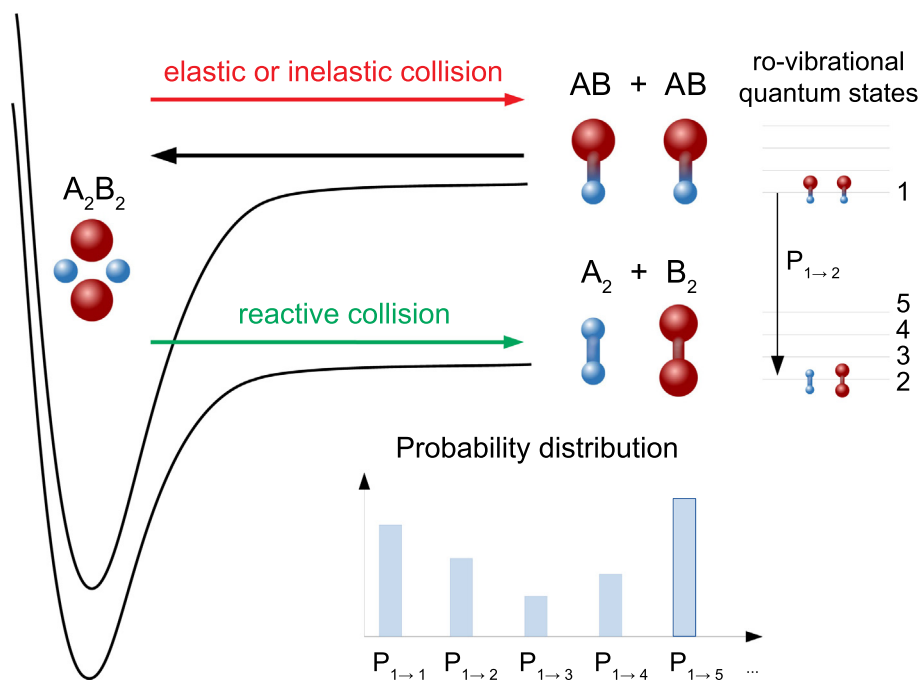 elastic or inelastic collision
AB + AB
ro-vibrational
quantum states
A₂B₂
1
P₁→₂
A₂ + B₂
reactive collision
5
4
3
2
Probability distribution
P₁→₁ P₁→₂ P₁→₃ P₁→₄ P₁→₅ ...